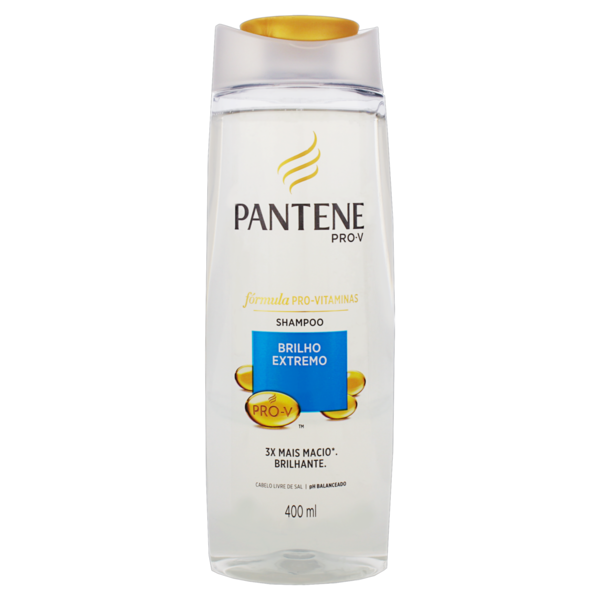 PANTENE
PRO-V
fórmula PRO-VITAMINAS
SHAMPOO
BRILHO
EXTREMO
PRO-V
TM
3X MAIS MACIO*.
BRILHANTE.
CABELO LIVRE DE SAL | pH BALANCEADO
400 ml